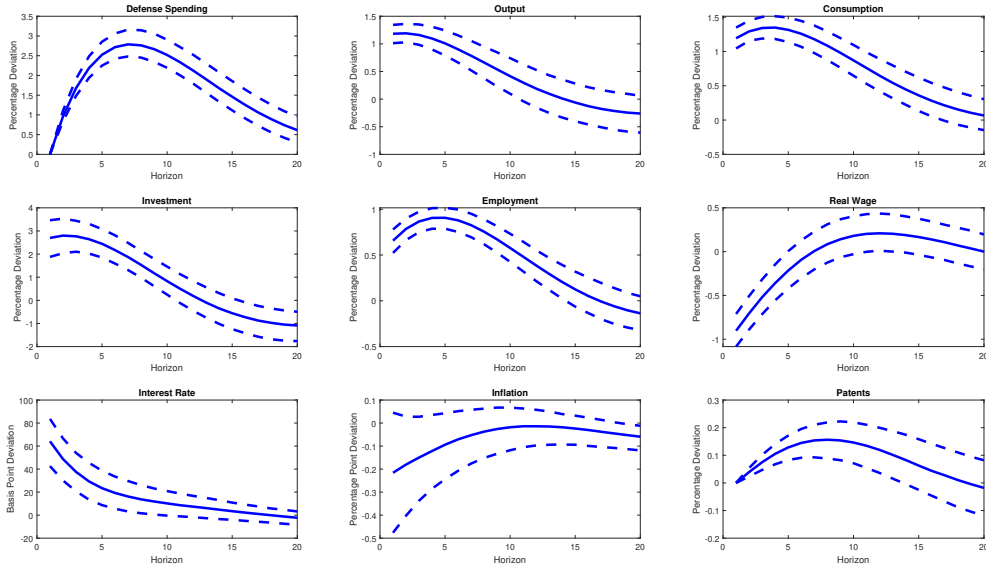 Defense Spending
3.5
3
2.5
2
1.5
1
0.5
0
Percentage Deviation
0 5 10 15 20
Horizon
Output
1.5
1
0.5
0
-0.5
-1
Percentage Deviation
0 5 10 15 20
Horizon
Consumption
1.5
1
0.5
0
-0.5
Percentage Deviation
0 5 10 15 20
Horizon
Investment
4
3
2
1
0
-1
-2
Percentage Deviation
0 5 10 15 20
Horizon
Employment
1
0.5
0
-0.5
Percentage Deviation
0 5 10 15 20
Horizon
Real Wage
0.5
0
-0.5
-1
Percentage Deviation
0 5 10 15 20
Horizon
Interest Rate
100
80
60
40
20
0
-20
Basis Point Deviation
0 5 10 15 20
Horizon
Inflation
0.1
0
-0.1
-0.2
-0.3
-0.4
-0.5
Percentage Point Deviation
0 5 10 15 20
Horizon
Patents
0.3
0.2
0.1
0
-0.1
-0.2
Percentage Deviation
0 5 10 15 20
Horizon